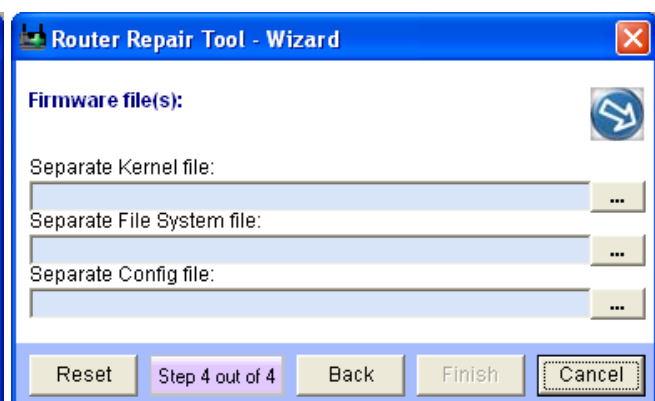 Router Repair Tool - Wizard
Firmware file(s):
Separate Kernel file:
...
Separate File System file:
...
Separate Config file:
...
Reset Step 4 out of 4 Back Finish Cancel